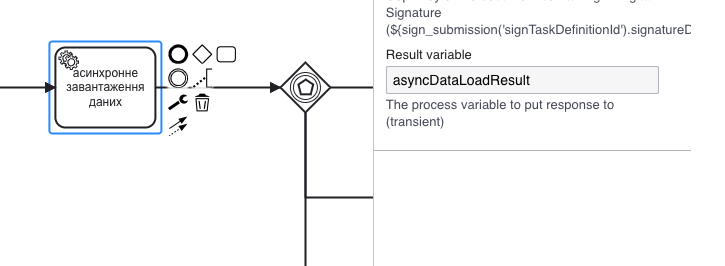 асинхронне
завантаження
даних
Signature
(${sign_submission('signTaskDefinitionId').signatureD
Result variable
asyncDataLoadResult
The process variable to put response to
(transient)